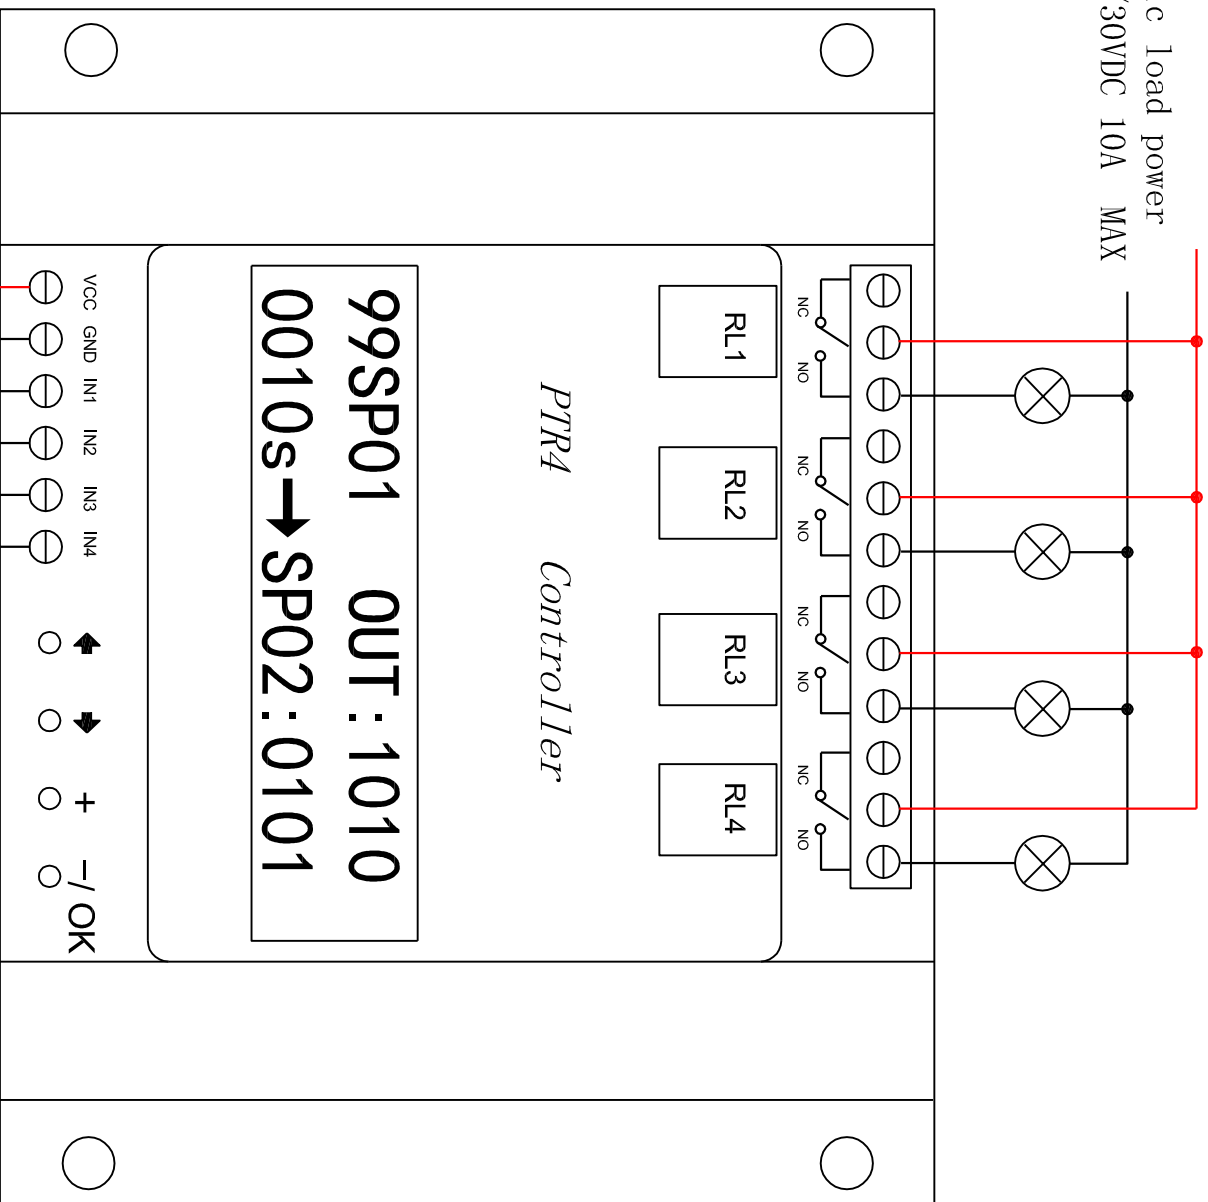 load power
30VDC 10A MAX
NC
NO
NC
NO
NC
NO
NC
NO
RL1
RL2
RL3
RL4
PTR4 Controller
99SP01 OUT:1010
0010s→SP02:0101
VCC
GND
IN1
IN2
IN3
IN4
+
-/OK